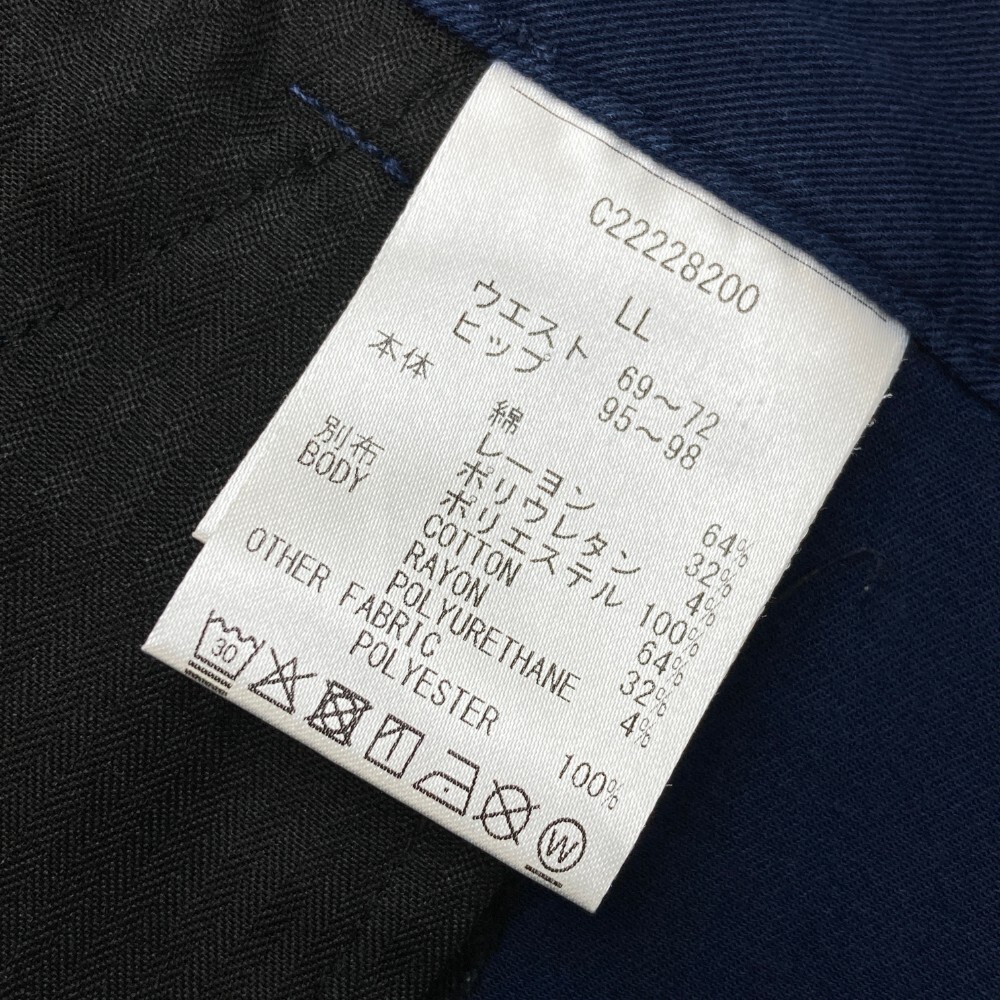 C22228200
LL
ウエスト 69～72
ヒップ 95～98
本体 綿 64%
レーヨン 32%
ポリウレタン 4%
別布 ポリエステル 100%
BODY COTTON 64%
RAYON 32%
POLYURETHANE 4%
OTHER FABRIC
POLYESTER 100%
30 W